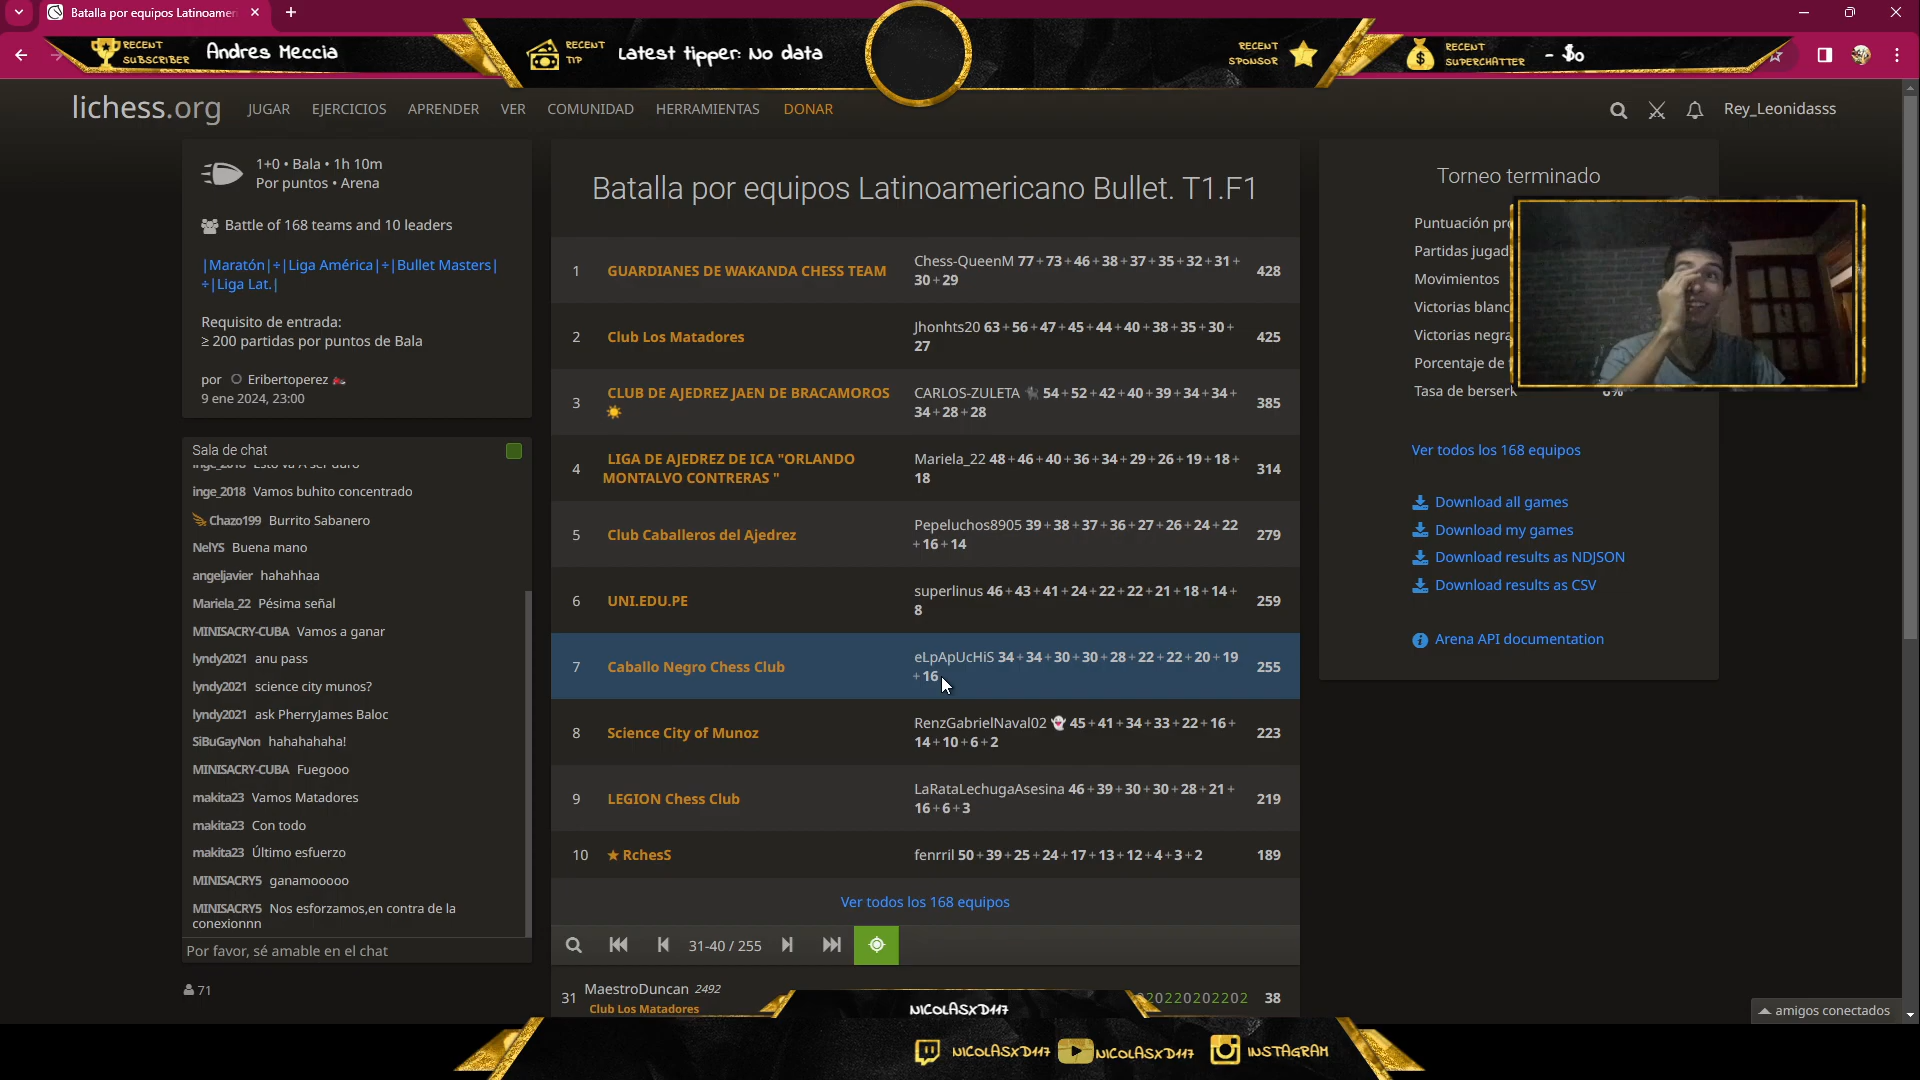 Batalla por equipos Latinoamer
RECENT SUBSCRIBER
Andres Meccia
RECENT TIP
Latest tipper: No data
RECENT SPONSOR
RECENT SUPERCHATTER
- $0
lichess.org
JUGAR EJERCICIOS APRENDER VER COMUNIDAD HERRAMIENTAS DONAR
Rey_Leonidasss
1+0 • Bala • 1h 10m
Por puntos • Arena
Battle of 168 teams and 10 leaders
|Maratón|÷|Liga América|÷|Bullet Masters|
÷|Liga Lat.|
Requisito de entrada:
≥ 200 partidas por puntos de Bala
por Eribertoperez
9 ene 2024, 23:00
Sala de chat
inge_2018 Vamos buhito concentrado
Chazo199 Burrito Sabanero
NelYS Buena mano
angeljavier hahahhaa
Mariela_22 Pésima señal
MINISACRY-CUBA Vamos a ganar
lyndy2021 anu pass
lyndy2021 science city munos?
lyndy2021 ask PherryJames Baloc
SiBuGayNon hahahahaha!
MINISACRY-CUBA Fuegooo
makita23 Vamos Matadores
makita23 Con todo
makita23 Último esfuerzo
MINISACRY5 ganamooooo
MINISACRY5 Nos esforzamos,en contra de la
conexionnn
Por favor, sé amable en el chat
71
Batalla por equipos Latinoamericano Bullet. T1.F1
1 GUARDIANES DE WAKANDA CHESS TEAM Chess-QueenM 77+73+46+38+37+35+32+31+
30+29 428
2 Club Los Matadores Jhonhts20 63+56+47+45+44+40+38+35+30+
27 425
3 CLUB DE AJEDREZ JAEN DE BRACAMOROS ☀️ CARLOS-ZULETA 54+52+42+40+39+34+34+
34+28+28 385
4 LIGA DE AJEDREZ DE ICA "ORLANDO
MONTALVO CONTRERAS " Mariela_22 48+46+40+36+34+29+26+19+18+
18 314
5 Club Caballeros del Ajedrez Pepeluchos8905 39+38+37+36+27+26+24+22
+16+14 279
6 UNI.EDU.PE superlinus 46+43+41+24+22+22+21+18+14+
8 259
7 Caballo Negro Chess Club eLpApUcHiS 34+34+30+30+28+22+22+20+19
+16 255
8 Science City of Munoz RenzGabrielNaval02 👻 45+41+34+33+22+16+
14+10+6+2 223
9 LEGION Chess Club LaRataLechugaAsesina 46+39+30+30+28+21+
16+6+3 219
10 ★ RchesS fenrril 50+39+25+24+17+13+12+4+3+2 189
Ver todos los 168 equipos
31-40 / 255
31 MaestroDuncan 2492
Club Los Matadores
20220202202 38
Torneo terminado
Puntuación pr
Partidas jugad
Movimientos
Victorias blanc
Victorias negra
Porcentaje de
Tasa de berserk
Ver todos los 168 equipos
Download all games
Download my games
Download results as NDJSON
Download results as CSV
Arena API documentation
amigos conectados
NICOLASXD117
NICOLASXD117 NICOLASXD117 INSTAGRAM